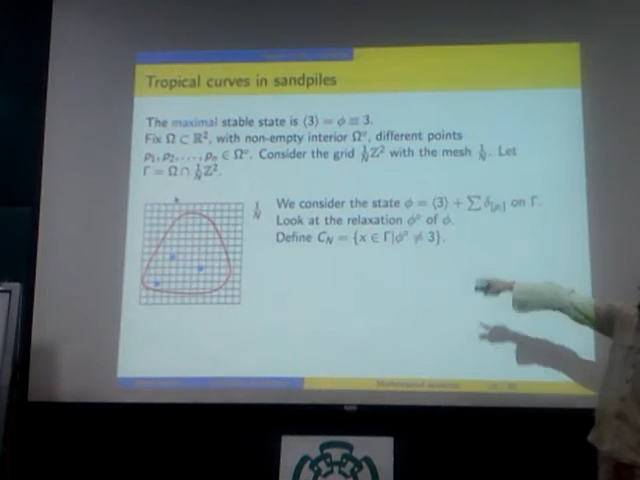 Tropical curves in sandpiles
The maximal stable state is ⟨3⟩ = ϕ ≡ 3.
Fix Ω ⊂ ℝ², with non-empty interior Ω°, different points
p₁, p₂, . . . , pₙ ∈ Ω°. Consider the grid 1/N ℤ² with the mesh 1/N. Let
Γ = Ω ∩ 1/N ℤ².
1/N
We consider the state ϕ = ⟨3⟩ + ∑ δ[pᵢ] on Γ.
Look at the relaxation ϕ° of ϕ.
Define C_N = {x ∈ Γ|ϕ° ≠ 3}.